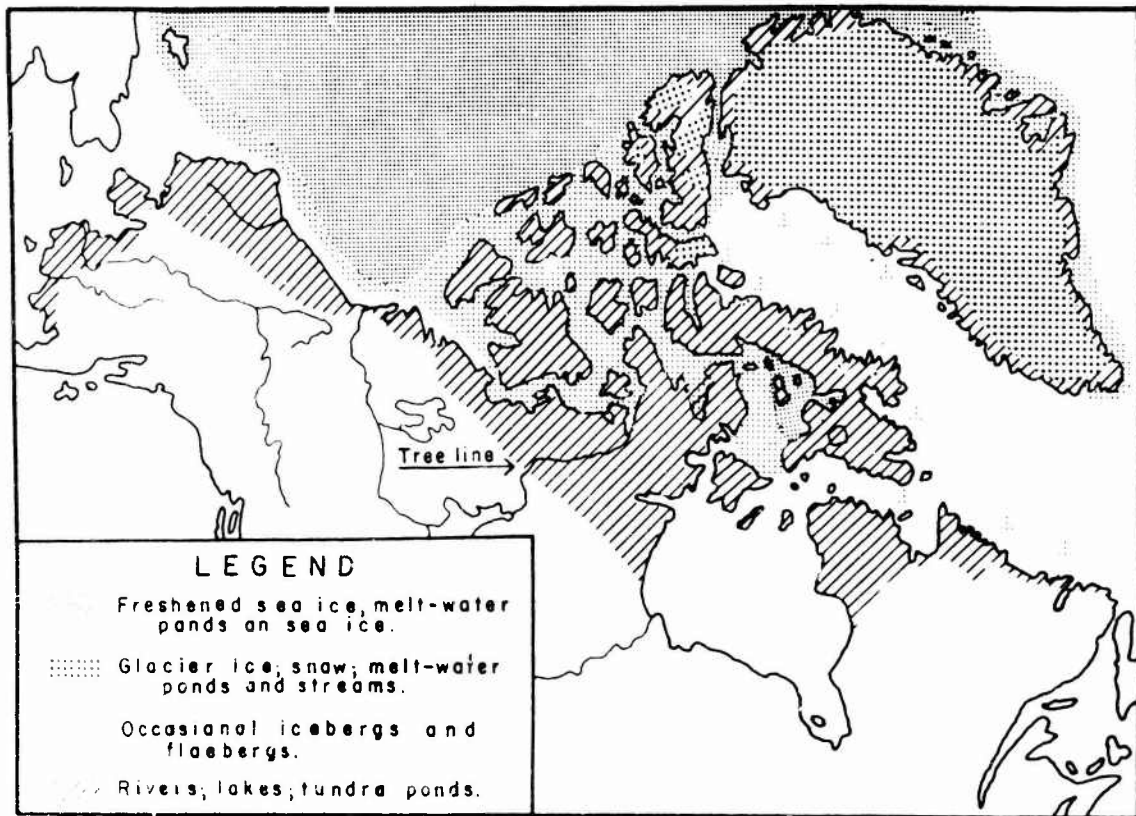 Tree line
LEGEND
Freshened sea ice, melt-water
ponds on sea ice.
Glacier ice; snow; melt-water
ponds and streams.
Occasional icebergs and
floebergs.
Rivers; lakes; tundra ponds.